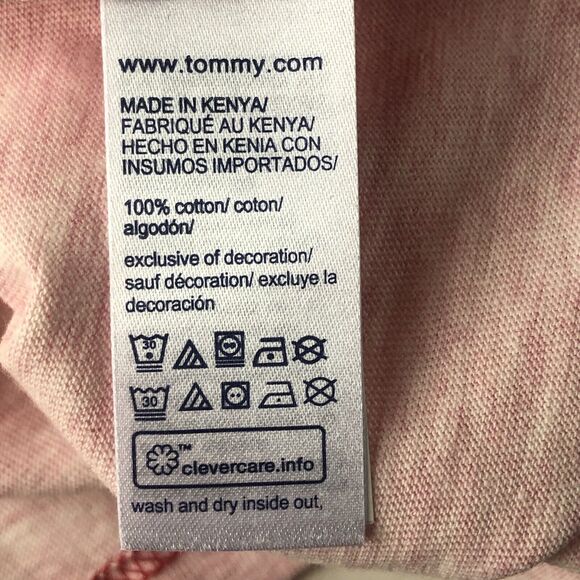 www.tommy.com
MADE IN KENYA/
FABRIQUÉ AU KENYA/
HECHO EN KENIA CON
INSUMOS IMPORTADOS/
100% cotton/ coton/
algodón/
exclusive of decoration/
sauf décoration/ excluye la
decoración
30
30
™
clevercare.info
wash and dry inside out,